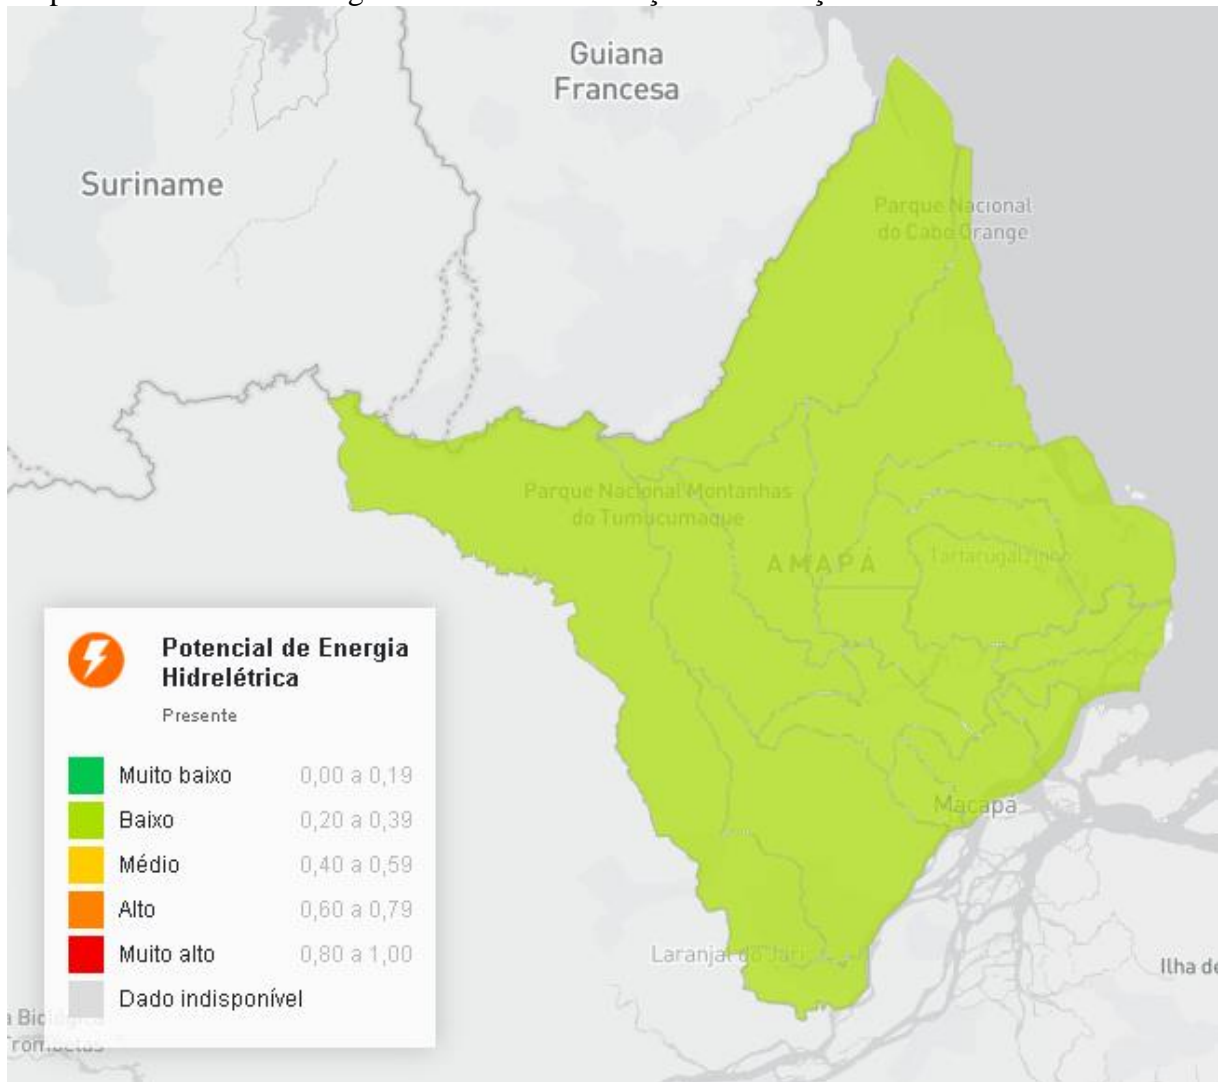 Guiana
Francesa
Suriname
Parque Nacional
do Cabo Orange
Parque Nacional Montanhas
do Tumucumaque
AMAPÁ
Tartarugalzinho
Potencial de Energia
Hidrelétrica
Presente
Muito baixo 0,00 a 0,19
Baixo 0,20 a 0,39
Médio 0,40 a 0,59
Alto 0,60 a 0,79
Muito alto 0,80 a 1,00
Dado indisponível
Macapá
Laranjal do Jari
Ilha de